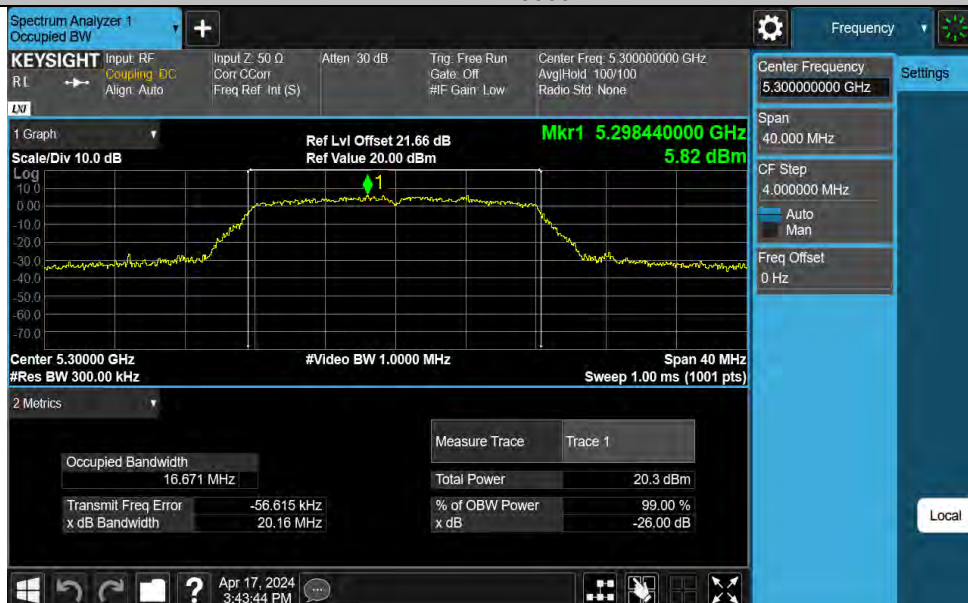 Spectrum Analyzer 1
Occupied BW
+
Frequency
KEYSIGHT
RL
LXI
Input: RF
Coupling: DC
Align: Auto
Input Z: 50 Ω
Corr CCorr
Freq Ref: Int (S)
Atten: 30 dB
Trig: Free Run
Gate: Off
#IF Gain: Low
Center Freq: 5.300000000 GHz
Avg|Hold: 100/100
Radio Std: None
Center Frequency
5.300000000 GHz
Settings
Span
40.000 MHz
CF Step
4.000000 MHz
Auto
Man
Freq Offset
0 Hz
1 Graph
Scale/Div 10.0 dB
Ref Lvl Offset 21.66 dB
Ref Value 20.00 dBm
Mkr1 5.298440000 GHz
5.82 dBm
Log
10.0
0.00
-10.0
-20.0
-30.0
-40.0
-50.0
-60.0
-70.0
1
Center 5.30000 GHz
#Res BW 300.00 kHz
#Video BW 1.0000 MHz
Span 40 MHz
Sweep 1.00 ms (1001 pts)
2 Metrics
Occupied Bandwidth
16.671 MHz
Transmit Freq Error -56.615 kHz
x dB Bandwidth 20.16 MHz
Measure Trace Trace 1
Total Power 20.3 dBm
% of OBW Power 99.00 %
x dB -26.00 dB
Local
?
Apr 17, 2024
3:43:44 PM